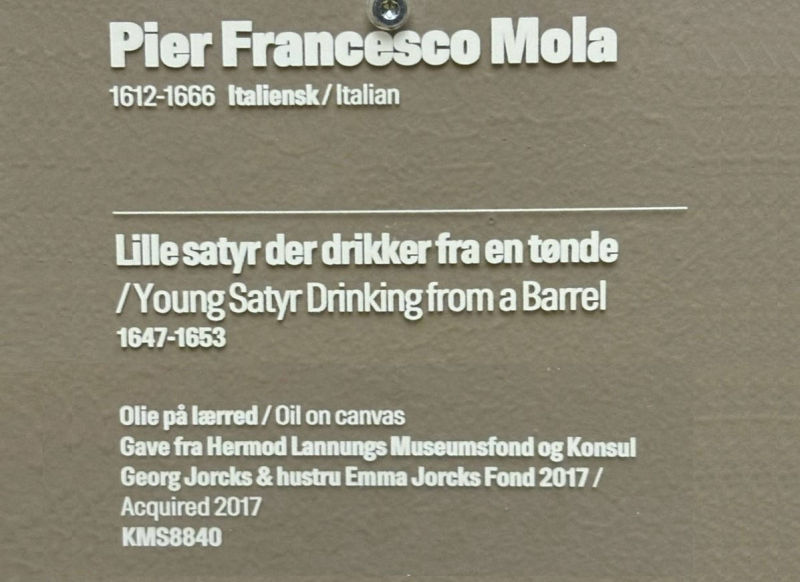 Pier Francesco Mola
1612-1666 Italiensk / Italian
Lille satyr der drikker fra en tønde
/ Young Satyr Drinking from a Barrel
1647-1653
Olie på lærred / Oil on canvas
Gave fra Hermod Lannungs Museumsfond og Konsul
Georg Jorcks & hustru Emma Jorcks Fond 2017 /
Acquired 2017
KMS8840